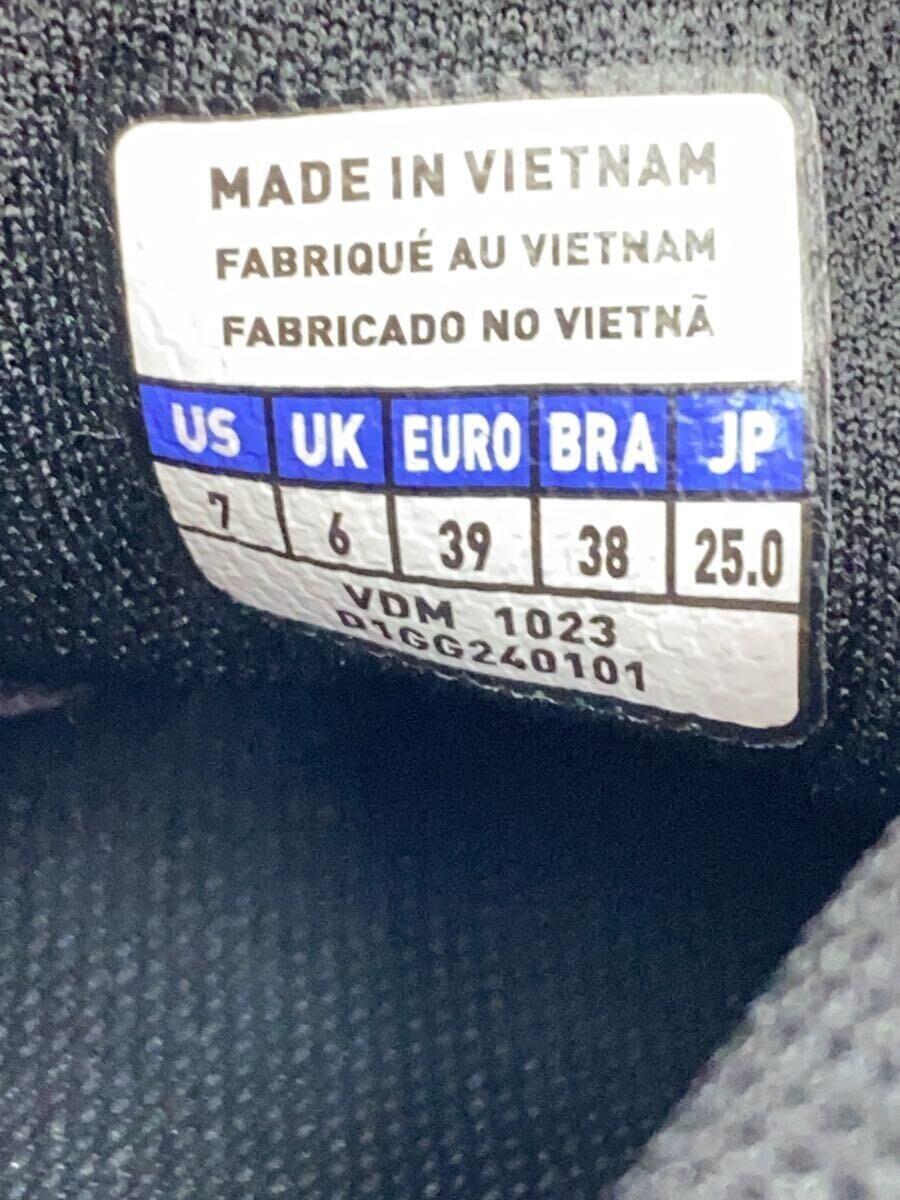 MADE IN VIETNAM
FABRIQUÉ AU VIETNAM
FABRICADO NO VIETNÃ
US UK EURO BRA JP
7 6 39 38 25.0
VDM 1023
D1GG240101